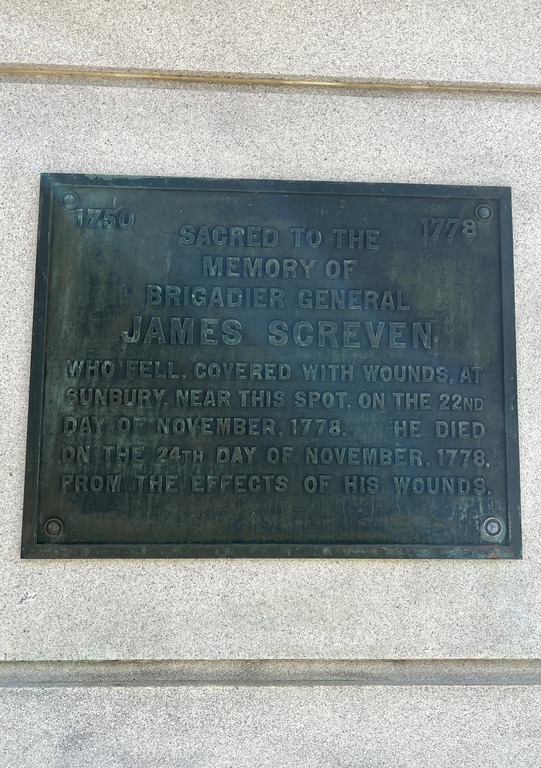 1750 1778
SACRED TO THE
MEMORY OF
BRIGADIER GENERAL
JAMES SCREVEN
WHO FELL, COVERED WITH WOUNDS, AT
SUNBURY, NEAR THIS SPOT, ON THE 22ND
DAY OF NOVEMBER, 1778. HE DIED
ON THE 24TH DAY OF NOVEMBER, 1778,
FROM THE EFFECTS OF HIS WOUNDS.